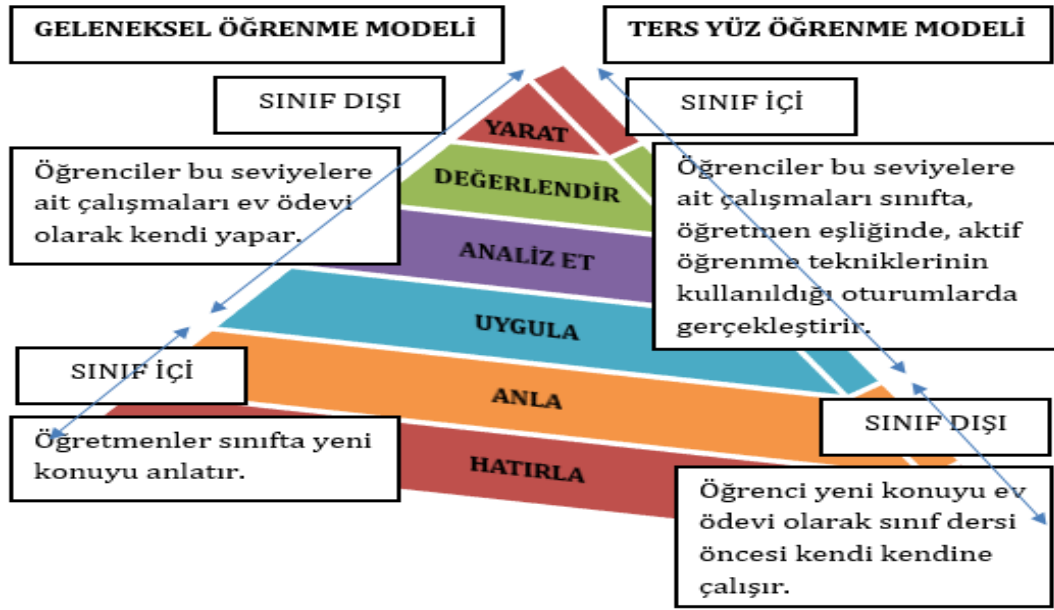 GELENEKSEL ÖĞRENME MODELİ
TERS YÜZ ÖĞRENME MODELİ
SINIF DIŞI
SINIF İÇİ
Öğrenciler bu seviyelere
ait çalışmaları ev ödevi
olarak kendi yapar.
YARAT
DEĞERLENDİR
ANALİZ ET
UYGULA
ANLA
HATIRLA
Öğrenciler bu seviyelere
ait çalışmaları sınıfta,
öğretmen eşliğinde, aktif
öğrenme tekniklerinin
kullanıldığı oturumlarda
gerçekleştirir.
SINIF İÇİ
Öğretmenler sınıfta yeni
konuyu anlatır.
SINIF DIŞI
Öğrenci yeni konuyu ev
ödevi olarak sınıf dersi
öncesi kendi kendine
çalışır.